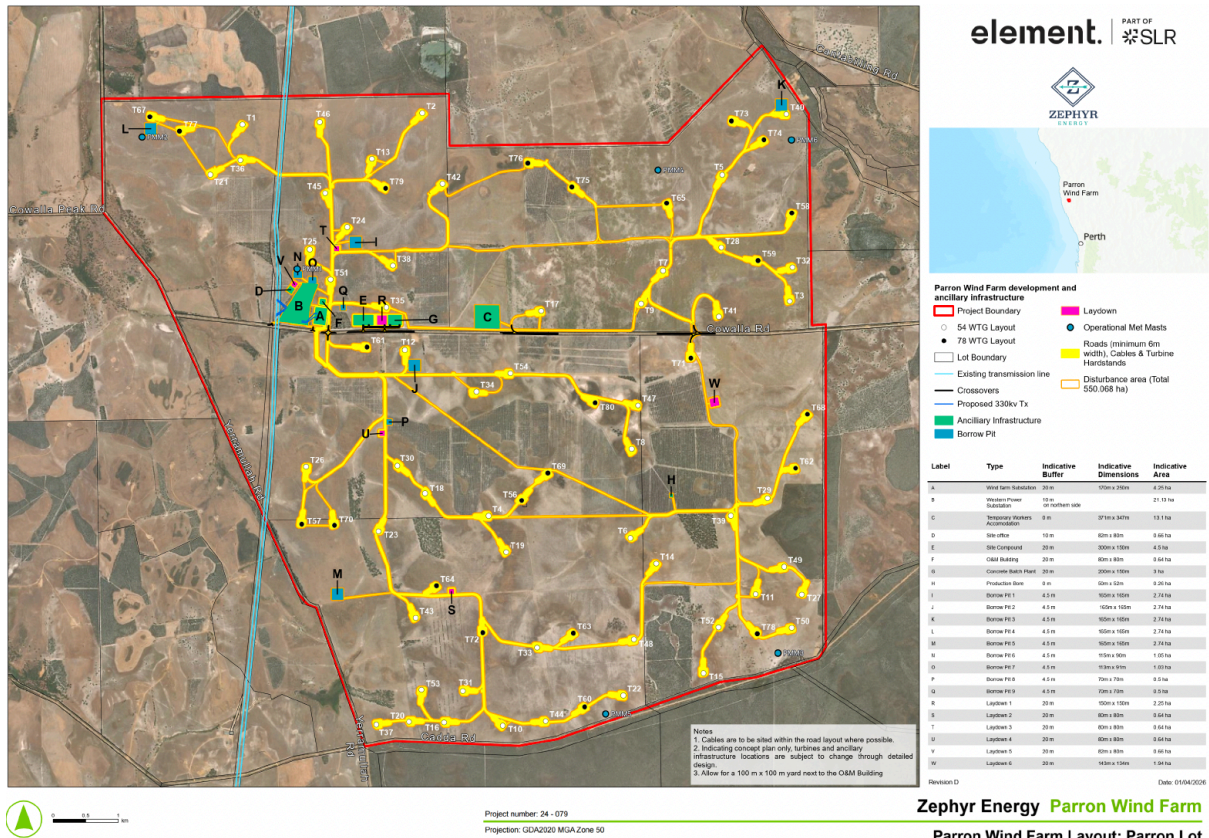 element.
PART OF
SLR
ZEPHYR
ENERGY
Parron
Wind Farm
Perth
Parron Wind Farm development and
ancillary infrastructure
Project Boundary
54 WTG Layout
78 WTG Layout
Lot Boundary
Existing transmission line
Crossovers
Proposed 330kv Tx
Ancilliary Infrastructure
Borrow Pit
Laydown
Operational Met Masts
Roads (minimum 6m
width), Cables & Turbine
Hardstands
Disturbance area (Total
550.068 ha)
Label Type Indicative Buffer Indicative Dimensions Indicative Area
A Wind farm Substation 20 m 170m x 250m 4.25 ha
B Western Power Substation 10 m on northern side 21.13 ha
C Temporary Workers Accomodation 0 m 371m x 347m 13.1 ha
D Site office 10 m 82m x 80m 0.66 ha
E Site Compound 20 m 300m x 150m 4.5 ha
F O&M Building 20 m 80m x 80m 0.64 ha
G Concrete Batch Plant 20 m 200m x 150m 3 ha
H Production Bore 0 m 50m x 52m 0.26 ha
I Borrow Pit 1 4.5 m 165m x 165m 2.74 ha
J Borrow Pit 2 4.5 m 165m x 165m 2.74 ha
K Borrow Pit 3 4.5 m 165m x 165m 2.74 ha
L Borrow Pit 4 4.5 m 165m x 165m 2.74 ha
M Borrow Pit 5 4.5 m 165m x 165m 2.74 ha
N Borrow Pit 6 4.5 m 115m x 90m 1.05 ha
O Borrow Pit 7 4.5 m 113m x 91m 1.03 ha
P Borrow Pit 8 4.5 m 70m x 70m 0.5 ha
Q Borrow Pit 9 4.5 m 70m x 70m 0.5 ha
R Laydown 1 20 m 150m x 150m 2.25 ha
S Laydown 2 20 m 80m x 80m 0.64 ha
T Laydown 3 20 m 80m x 80m 0.64 ha
U Laydown 4 20 m 80m x 80m 0.64 ha
V Laydown 5 20 m 82m x 80m 0.66 ha
W Laydown 6 20 m
Revision D
Date: 01/04/2026
Cowalla Peak Rd
Cowalla Rd
Caouda Rd
T67
L
PMM2
T1
T36
T21
T46
T2
T13
T79
T45
T42
T76
T75
PMM4
T65
K
T40
T73
T74
PMM6
T5
T58
T28
T59
T32
T3
T7
T9
T41
T24
T
I
T38
T25
N
V
D
O
B
T51
Q
A
F
E
R
T35
G
C
T17
T61
T12
J
T54
T34
T80
T47
T8
T71
W
T68
T62
P
U
T26
T30
T18
T57
T70
T69
T56
T4
T19
T23
H
T6
T39
T29
T14
T49
T11
T27
T52
T78
T50
PMM3
T15
M
T64
T43
S
T72
T63
T33
T48
T53
T31
T20
T37
T16
T10
T44
T60
T22
PMM5
Notes
1. Cables are to be sited within the road layout where possible.
2. Indicating concept plan only, turbines and ancillary
infrastructure locations are subject to change through detailed
design.
3. Allow for a 100 m x 100 m yard next to the O&M Building
0 0.5 1
km
Project number: 24 - 079
Projection: GDA2020 MGA Zone 50
Zephyr Energy Parron Wind Farm
Parron Wind Farm Layout: Parron Lot